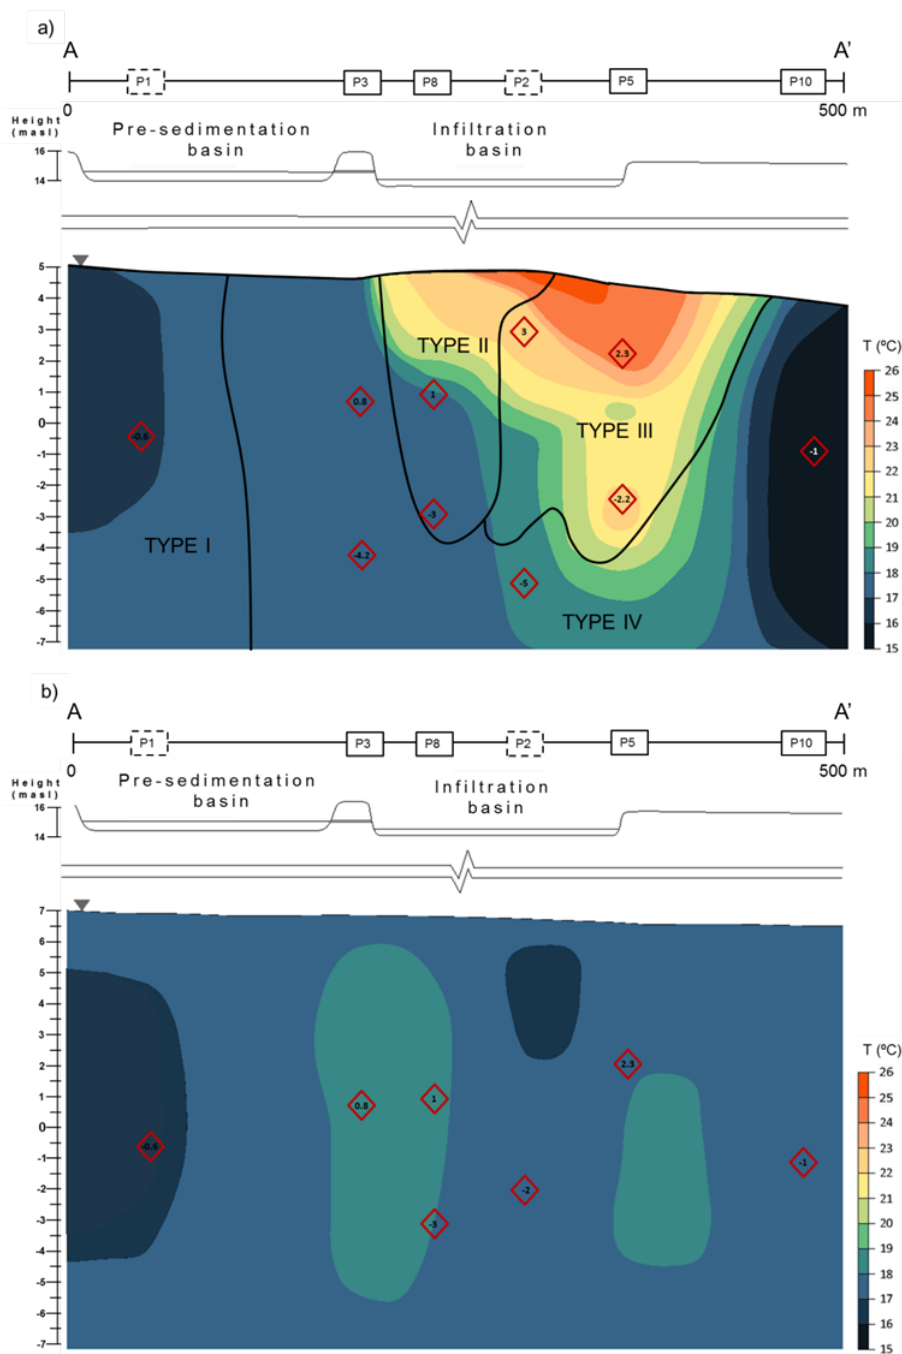 a)
A A'
P1 P3 P8 P2 P5 P10
0 500 m
Height
(masl)
Pre-sedimentation
basin
Infiltration
basin
16
14
5
4
3
2
1
0
-1
-2
-3
-4
-5
-6
-7
TYPE I
TYPE II
TYPE III
TYPE IV
-0.6
0.8
-4.2
1
-3
3
-5
2.3
-2.2
-1
T (ºC)
26
25
24
23
22
21
20
19
18
17
16
15
b)
A A'
P1 P3 P8 P2 P5 P10
0 500 m
Height
(masl)
Pre-sedimentation
basin
Infiltration
basin
16
14
7
6
5
4
3
2
1
0
-1
-2
-3
-4
-5
-6
-7
-0.6
0.8
1
-3
-2
2.3
-1
T (ºC)
26
25
24
23
22
21
20
19
18
17
16
15